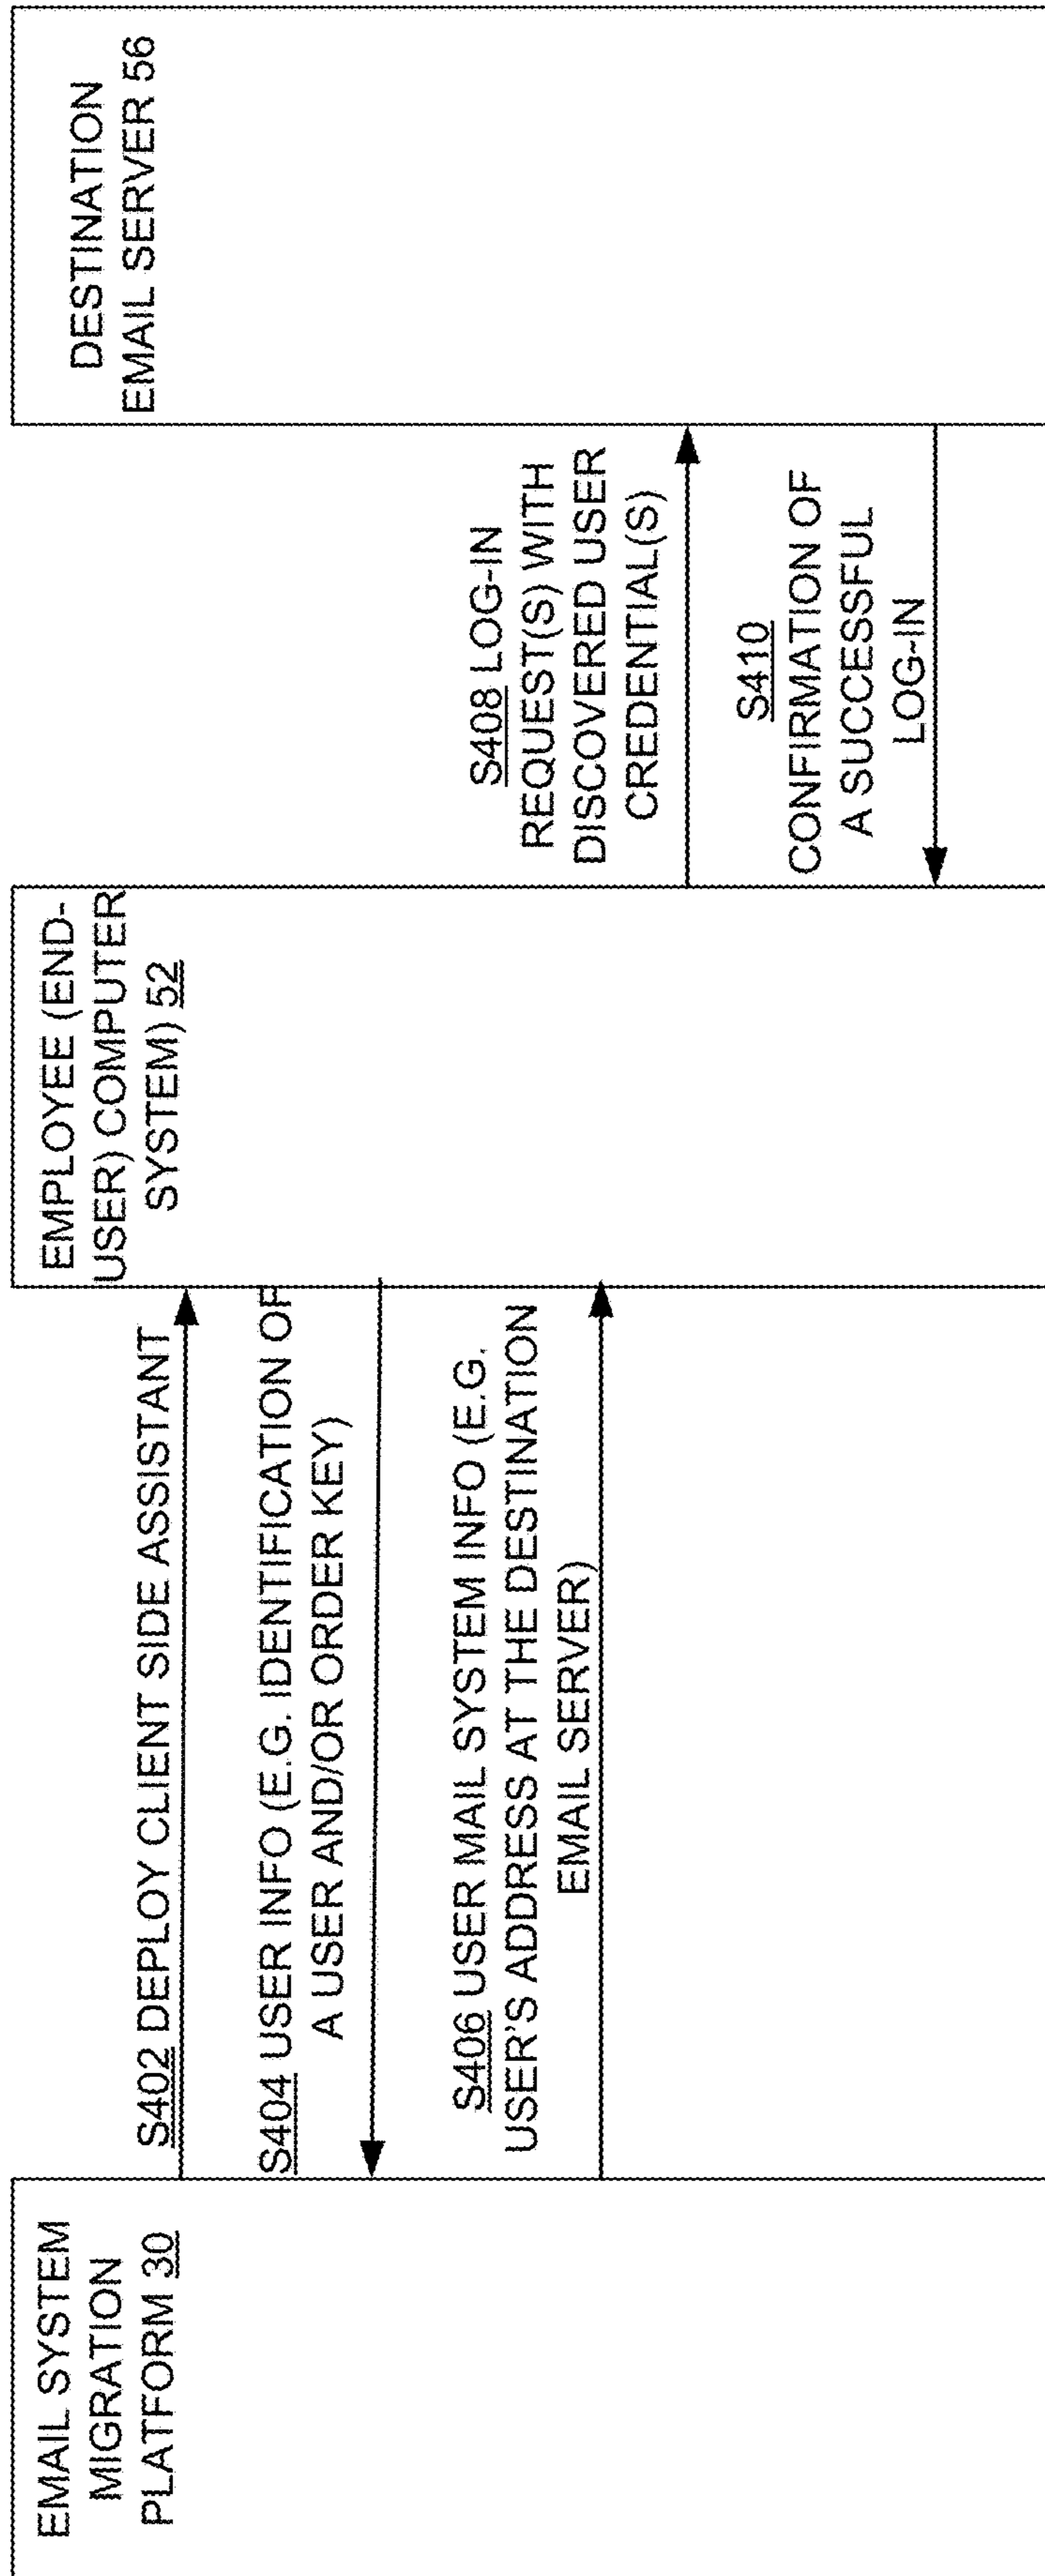 EMAIL SYSTEM
MIGRATION
PLATFORM 30
S402 DEPLOY CLIENT SIDE ASSISTANT
S404 USER INFO (E.G. IDENTIFICATION OF
A USER AND/OR ORDER KEY)
S406 USER MAIL SYSTEM INFO (E.G.
USER'S ADDRESS AT THE DESTINATION
EMAIL SERVER)
EMPLOYEE (END-
USER) COMPUTER
SYSTEM) 52
S408 LOG-IN
REQUEST(S) WITH
DISCOVERED USER
CREDENTIAL(S)
S410
CONFIRMATION OF
A SUCCESSFUL
LOG-IN
DESTINATION
EMAIL SERVER 56